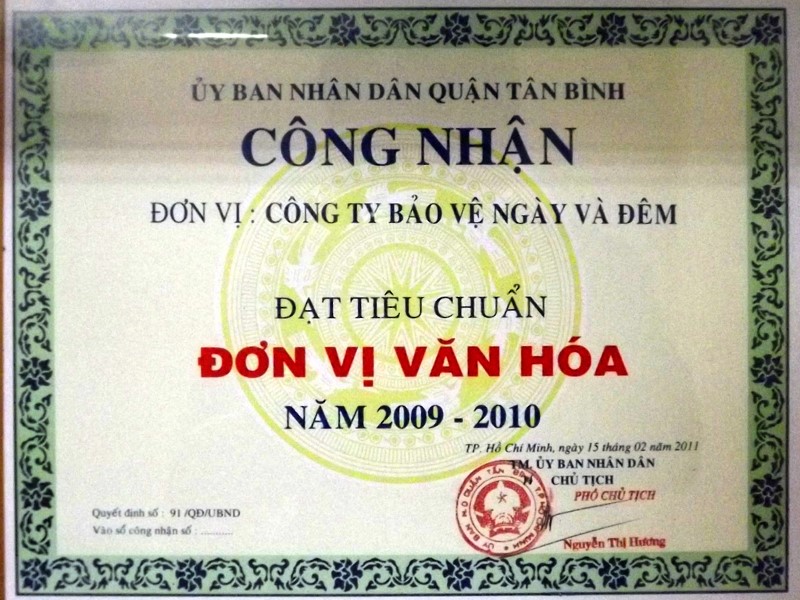 ỦY BAN NHÂN DÂN QUẬN TÂN BÌNH
CÔNG NHẬN
ĐƠN VỊ : CÔNG TY BẢO VỆ NGÀY VÀ ĐÊM
ĐẠT TIÊU CHUẨN
ĐƠN VỊ VĂN HÓA
NĂM 2009 - 2010
TP. Hồ Chí Minh, ngày 15 tháng 02 năm 2011
TM. ỦY BAN NHÂN DÂN
CHỦ TỊCH
PHÓ CHỦ TỊCH
Quyết định số : 91 /QĐ/UBND
Vào sổ công nhận số : ...........
Nguyễn Thị Hương